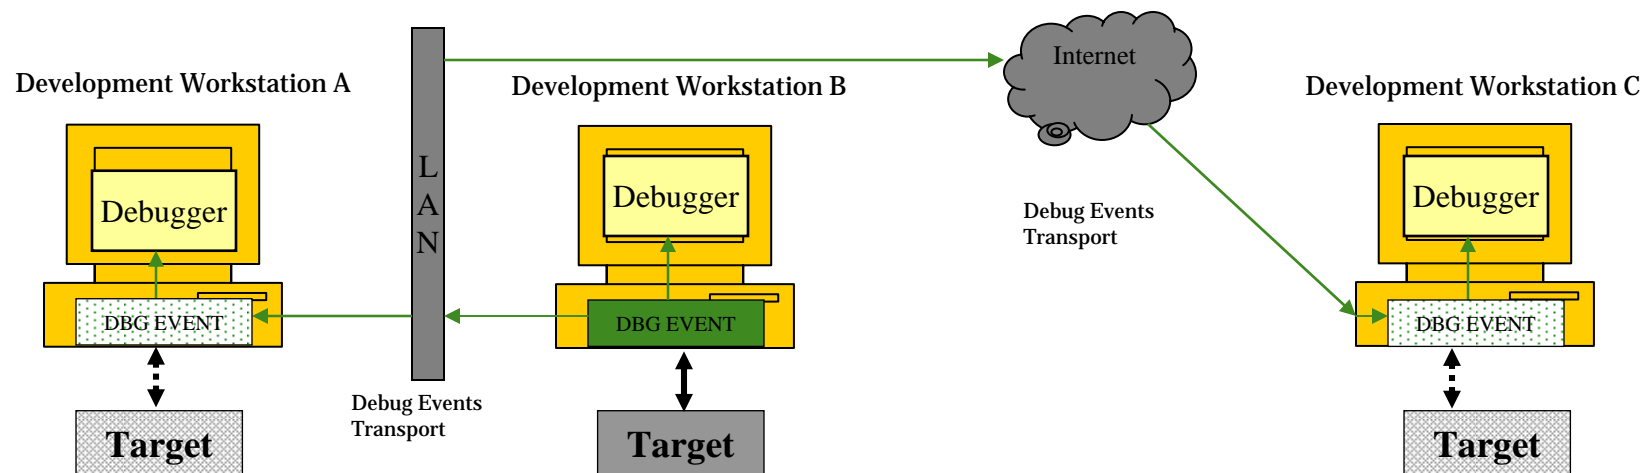 Internet
Development Workstation A
Development Workstation B
Development Workstation C
L
A
N
Debugger
Debugger
Debugger
Debug Events
Transport
DBG EVENT
DBG EVENT
DBG EVENT
Debug Events
Transport
Target
Target
Target